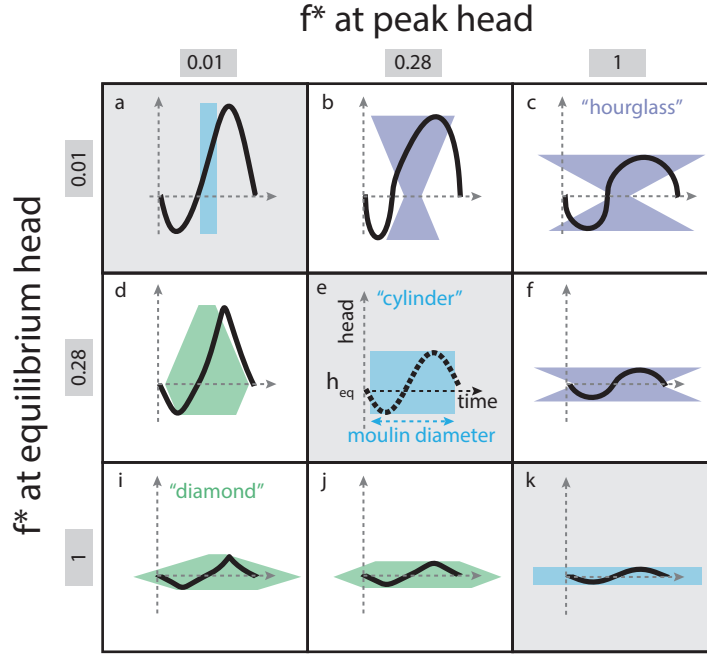 f* at peak head
0.01
0.28
1
f* at equilibrium head
0.01
0.28
1
a
b
c
"hourglass"
d
e
"cylinder"
head
h_eq
time
moulin diameter
f
i
"diamond"
j
k